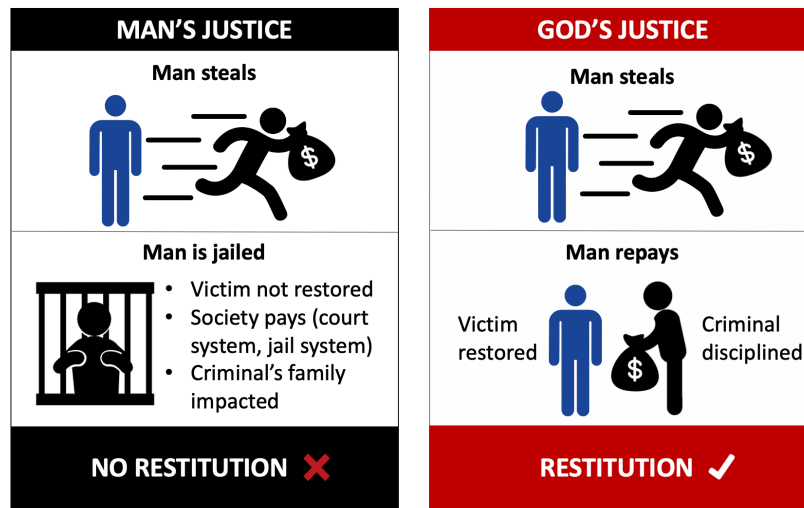 MAN'S JUSTICE
Man steals
$
Man is jailed
• Victim not restored
• Society pays (court
system, jail system)
• Criminal's family
impacted
NO RESTITUTION ✗
GOD'S JUSTICE
Man steals
$
Man repays
Victim
restored
$
Criminal
disciplined
RESTITUTION ✓